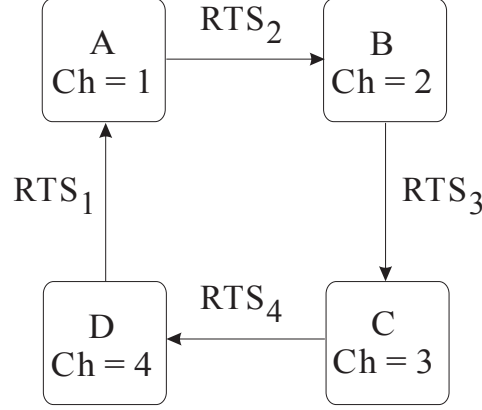 RTS₂
A
Ch = 1
B
Ch = 2
RTS₁
RTS₃
RTS₄
D
Ch = 4
C
Ch = 3